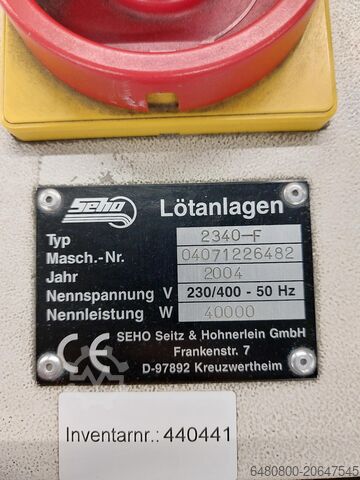 Seho Lötanlagen
Typ 2340-F
Masch.-Nr. 04071226482
Jahr 2004
Nennspannung V 230/400 - 50 Hz
Nennleistung W 40000
SEHO Seitz & Hohnerlein GmbH
Frankenstr. 7
D-97892 Kreuzwertheim
CE
Inventarnr.: 440441
6480800-20647545